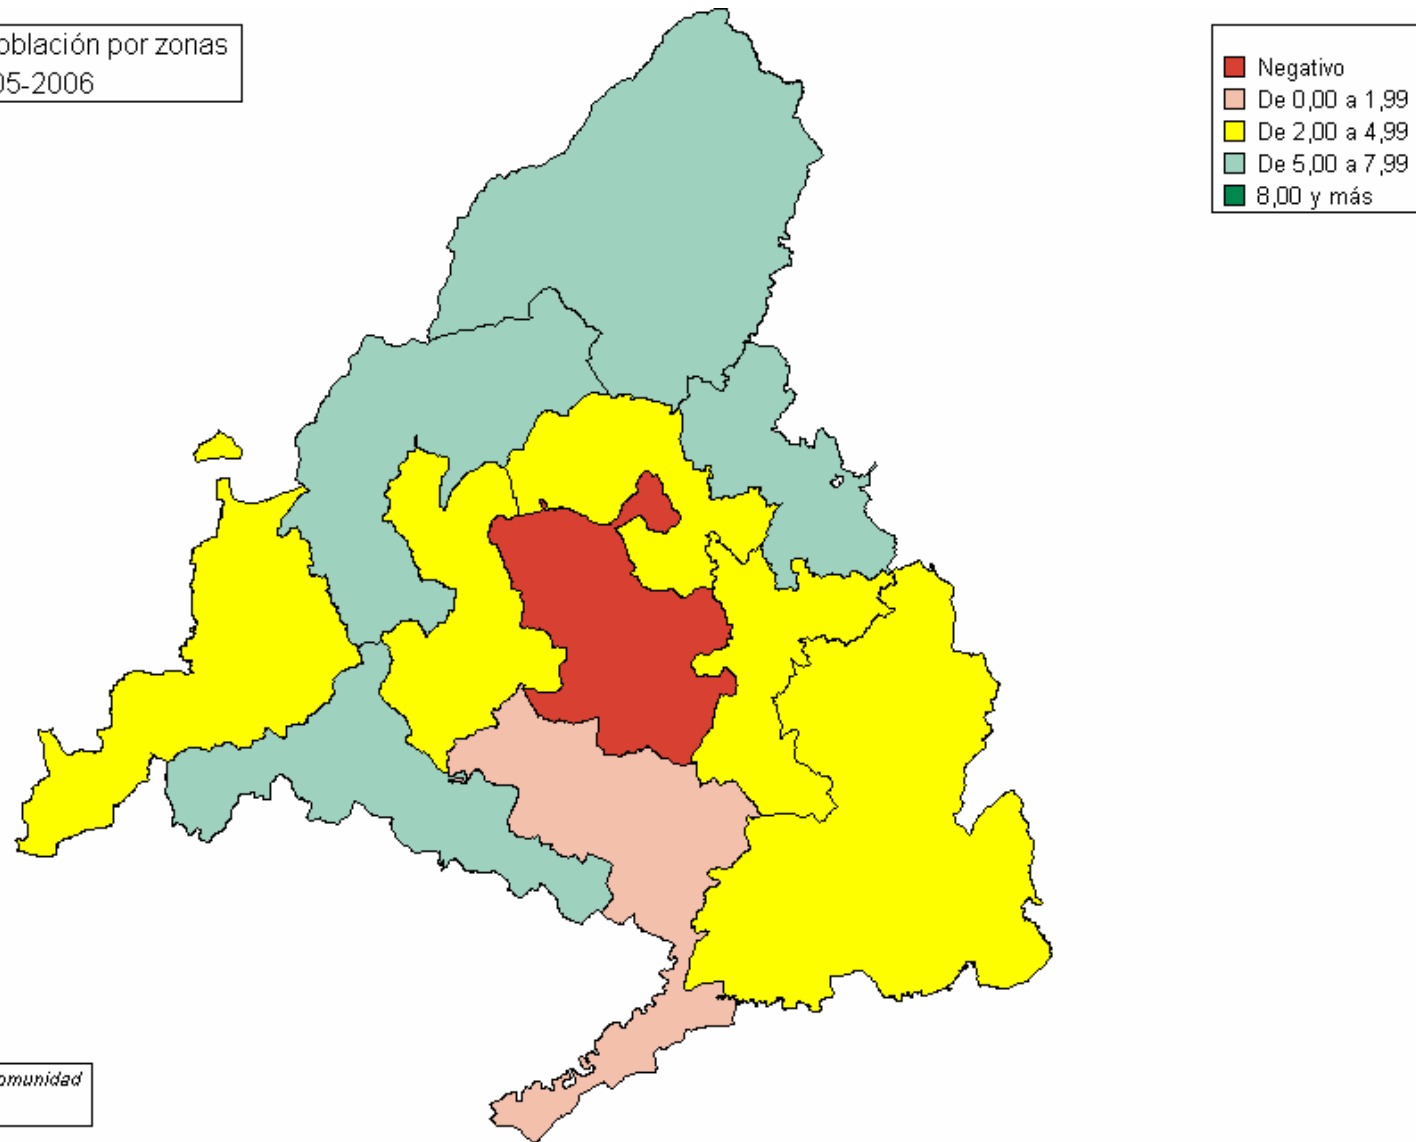 oblación por zonas
05-2006
Negativo
De 0,00 a 1,99
De 2,00 a 4,99
De 5,00 a 7,99
8,00 y más
omunidad